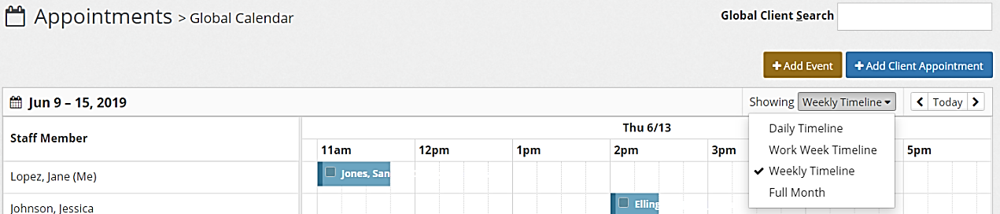 Appointments > Global Calendar
Global Client Search
+ Add Event
+ Add Client Appointment
Jun 9 – 15, 2019
Showing Weekly Timeline
Today
Staff Member
Thu 6/13
11am 12pm 1pm 2pm 3pm 5pm
Daily Timeline
Work Week Timeline
Weekly Timeline
Full Month
Lopez, Jane (Me)
Jones, San
Johnson, Jessica
Elling